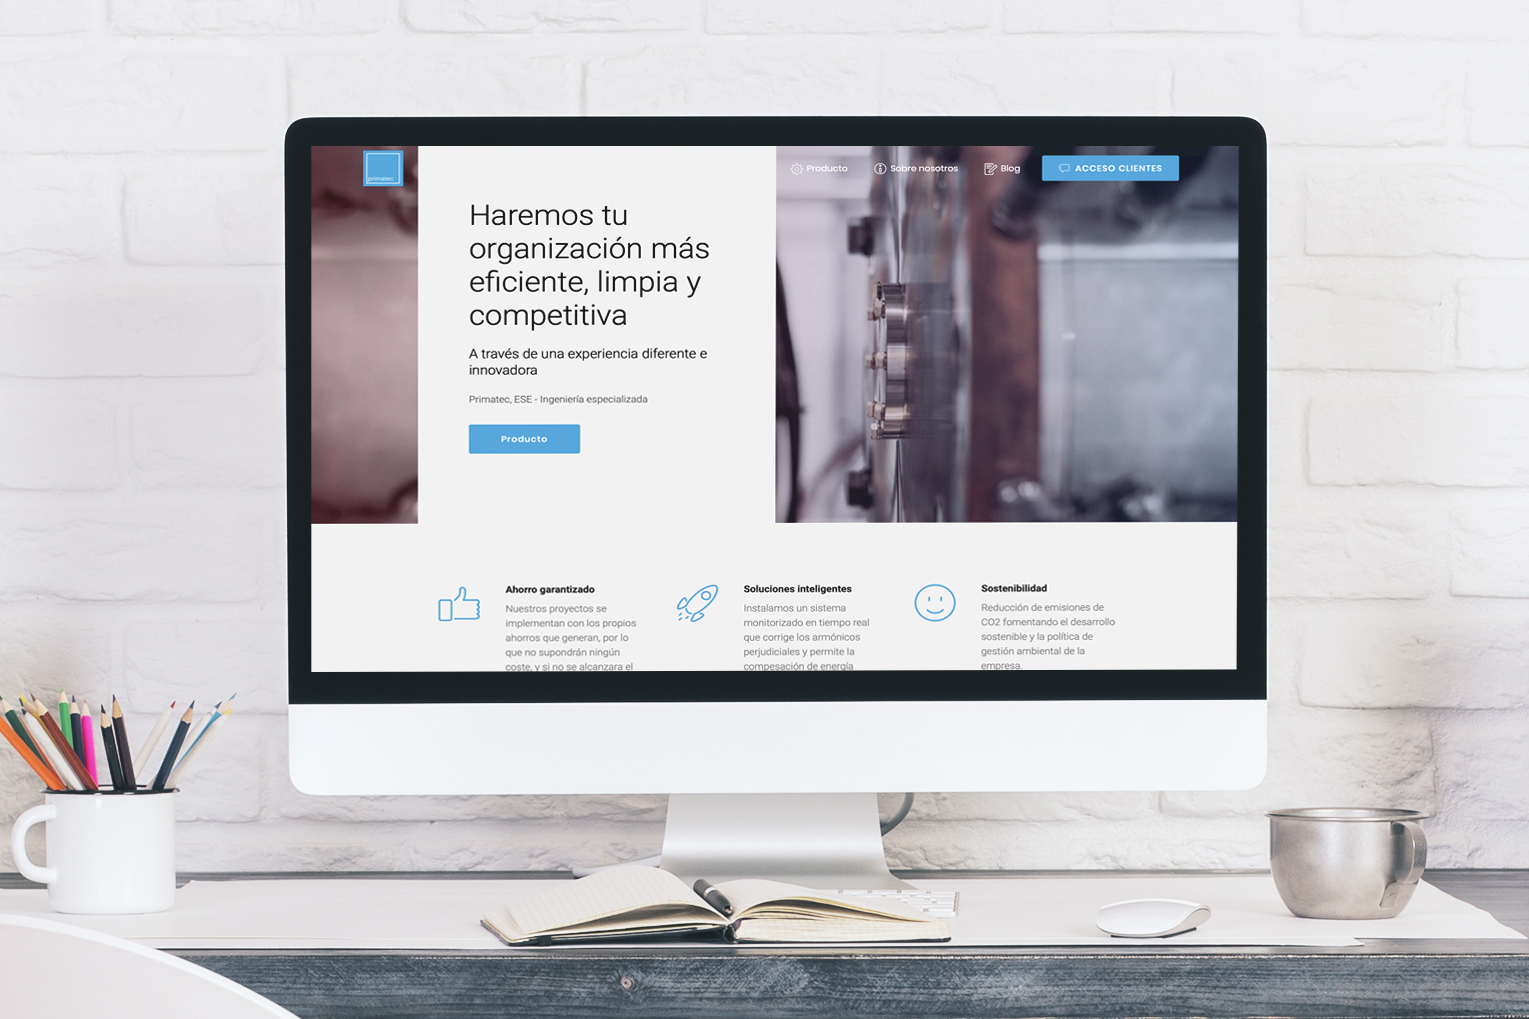 primatec
Producto
Sobre nosotros
Blog
ACCESO CLIENTES
Haremos tu
organización más
eficiente, limpia y
competitiva
A través de una experiencia diferente e
innovadora
Primatec, ESE - Ingeniería especializada
Producto
Ahorro garantizado
Nuestros proyectos se
implementan con los propios
ahorros que generan, por lo
que no supondrán ningún
coste, y si no se alcanzara el
Soluciones inteligentes
Instalamos un sistema
monitorizado en tiempo real
que corrige los armónicos
perjudiciales y permite la
compesación de energía
Sostenibilidad
Reducción de emisiones de
CO2 fomentando el desarrollo
sostenible y la política de
gestión ambiental de la
empresa.